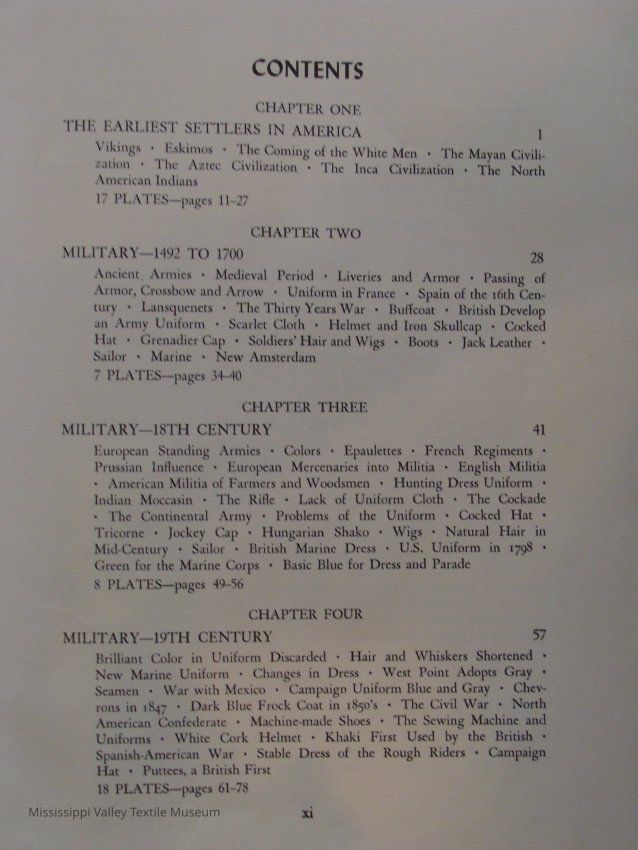 CONTENTS
CHAPTER ONE
THE EARLIEST SETTLERS IN AMERICA 1
Vikings · Eskimos · The Coming of the White Men · The Mayan Civili-
zation · The Aztec Civilization · The Inca Civilization · The North
American Indians
17 PLATES—pages 11–27
CHAPTER TWO
MILITARY—1492 TO 1700 28
Ancient Armies · Medieval Period · Liveries and Armor · Passing of
Armor, Crossbow and Arrow · Uniform in France · Spain of the 16th Cen-
tury · Lansquenets · The Thirty Years War · Buffcoat · British Develop
an Army Uniform · Scarlet Cloth · Helmet and Iron Skullcap · Cocked
Hat · Grenadier Cap · Soldiers' Hair and Wigs · Boots · Jack Leather ·
Sailor · Marine · New Amsterdam
7 PLATES—pages 34–40
CHAPTER THREE
MILITARY—18TH CENTURY 41
European Standing Armies · Colors · Epaulettes · French Regiments ·
Prussian Influence · European Mercenaries into Militia · English Militia
· American Militia of Farmers and Woodsmen · Hunting Dress Uniform ·
Indian Moccasin · The Rifle · Lack of Uniform Cloth · The Cockade
· The Continental Army · Problems of the Uniform · Cocked Hat ·
Tricorne · Jockey Cap · Hungarian Shako · Wigs · Natural Hair in
Mid-Century · Sailor · British Marine Dress · U.S. Uniform in 1798 ·
Green for the Marine Corps · Basic Blue for Dress and Parade
8 PLATES—pages 49–56
CHAPTER FOUR
MILITARY—19TH CENTURY 57
Brilliant Color in Uniform Discarded · Hair and Whiskers Shortened ·
New Marine Uniform · Changes in Dress · West Point Adopts Gray ·
Seamen · War with Mexico · Campaign Uniform Blue and Gray · Chev-
rons in 1847 · Dark Blue Frock Coat in 1850's · The Civil War · North
American Confederate · Machine-made Shoes · The Sewing Machine and
Uniforms · White Cork Helmet · Khaki First Used by the British ·
Spanish-American War · Stable Dress of the Rough Riders · Campaign
Hat · Puttees, a British First
18 PLATES—pages 61–78
Mississippi Valley Textile Museum
xi